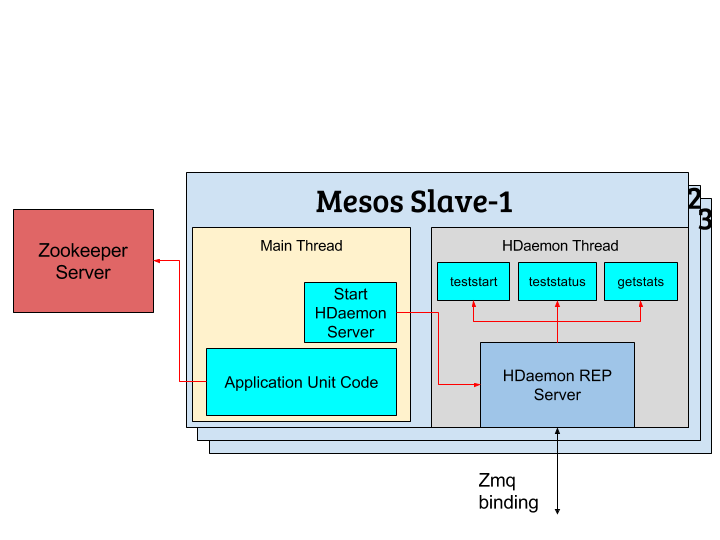 Mesos Slave-1
2
3
Zookeeper
Server
Main Thread
Start
HDaemon
Server
Application Unit Code
HDaemon Thread
teststart
teststatus
getstats
HDaemon REP
Server
Zmq
binding